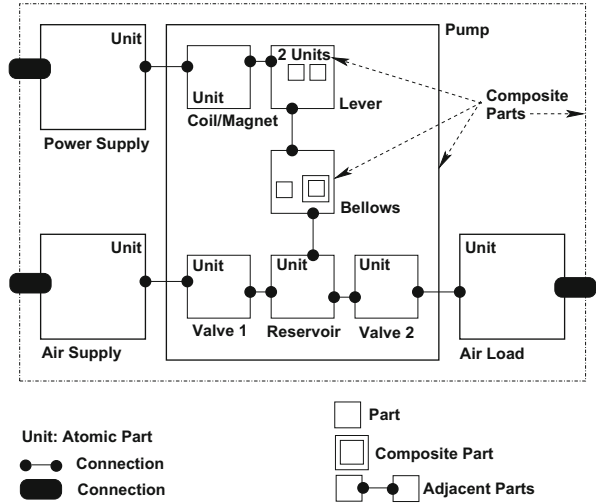 Unit
Power Supply
Unit
Coil/Magnet
2 Units
Lever
Pump
Composite
Parts
Bellows
Unit
Air Supply
Unit
Valve 1
Unit
Reservoir
Unit
Valve 2
Unit
Air Load
Unit: Atomic Part
Connection
Connection
Part
Composite Part
Adjacent Parts